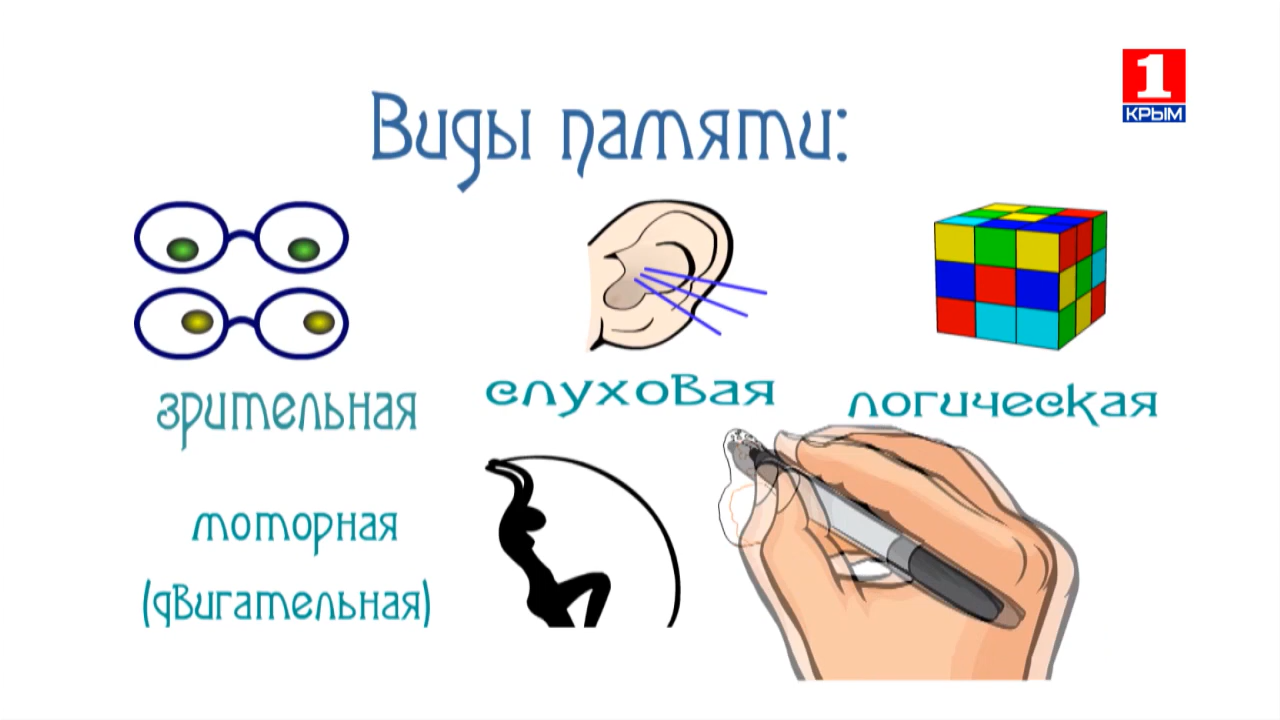 1
КРЫМ
Виды памяти:
зрительная
слуховая
логическая
моторная
(двигательная)